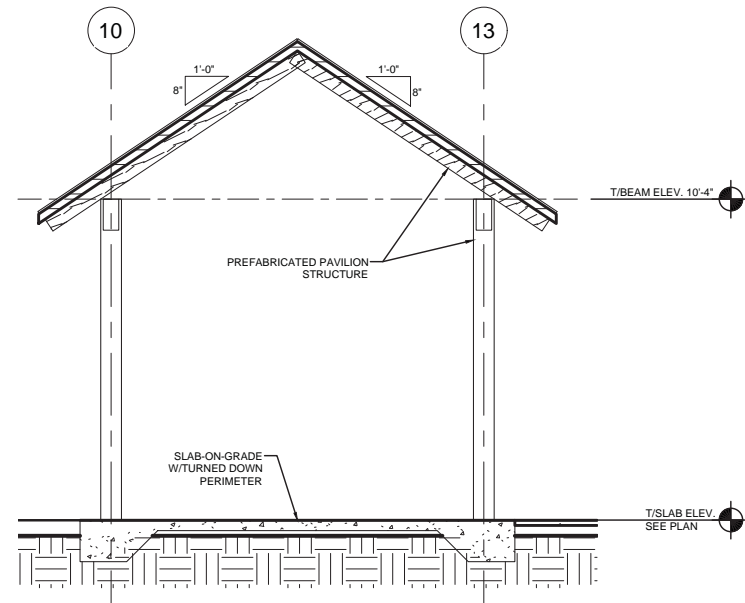 10
13
1'-0"
8"
1'-0"
8"
T/BEAM ELEV. 10'-4"
PREFABRICATED PAVILION
STRUCTURE
SLAB-ON-GRADE
W/TURNED DOWN
PERIMETER
T/SLAB ELEV.
SEE PLAN